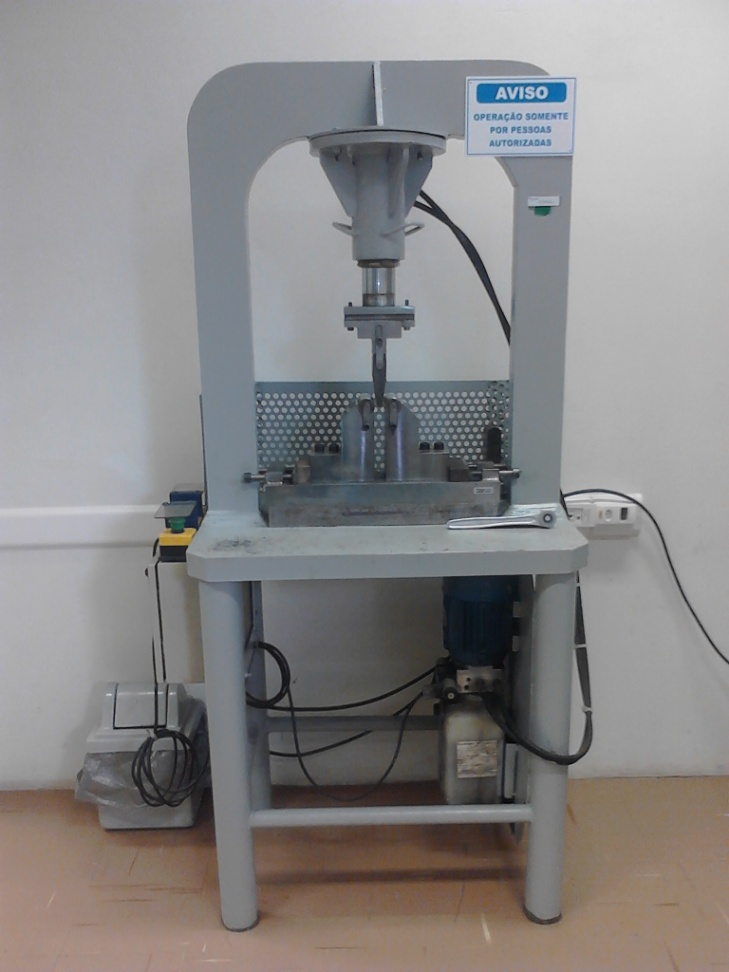 AVISO
OPERAÇÃO SOMENTE
POR PESSOAS
AUTORIZADAS